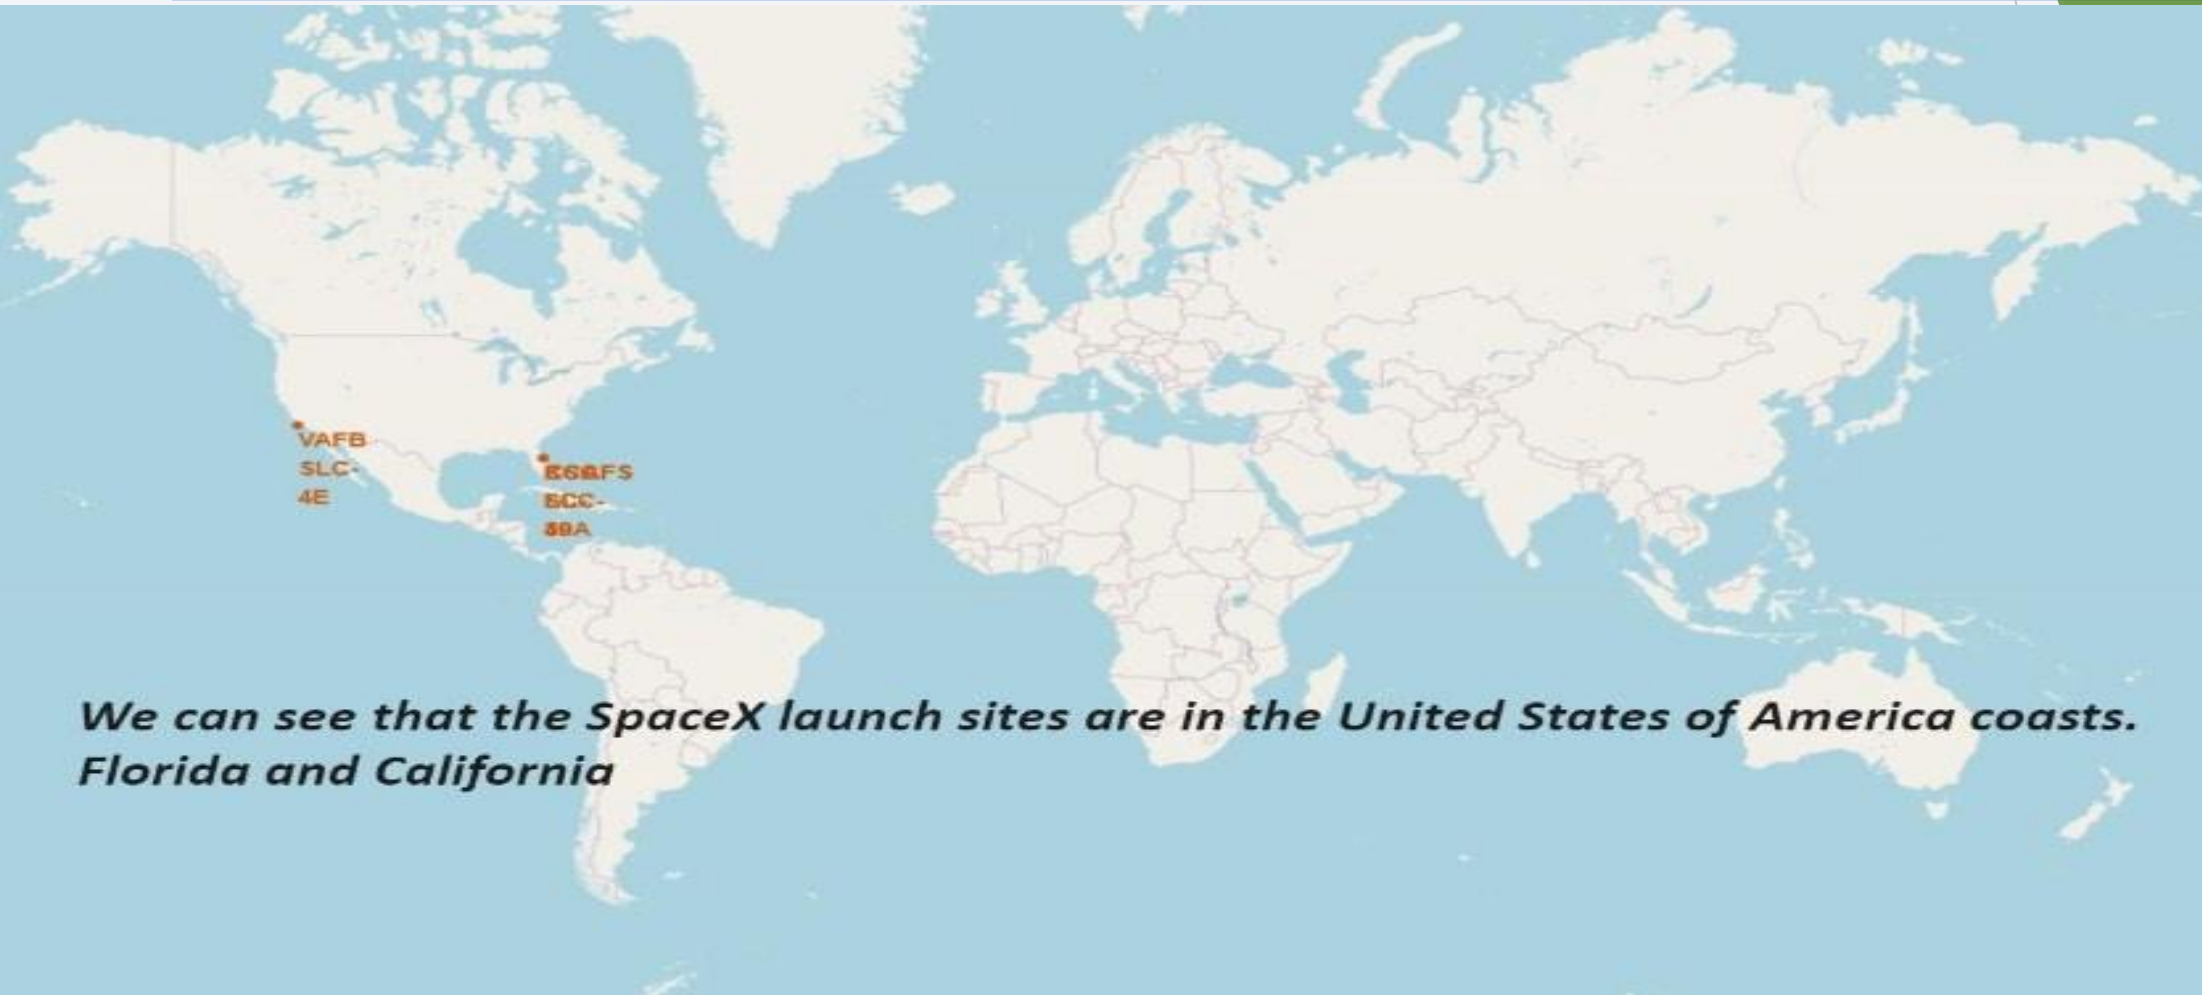 VAFB
SLC-
4E
We can see that the SpaceX launch sites are in the United States of America coasts.
Florida and California